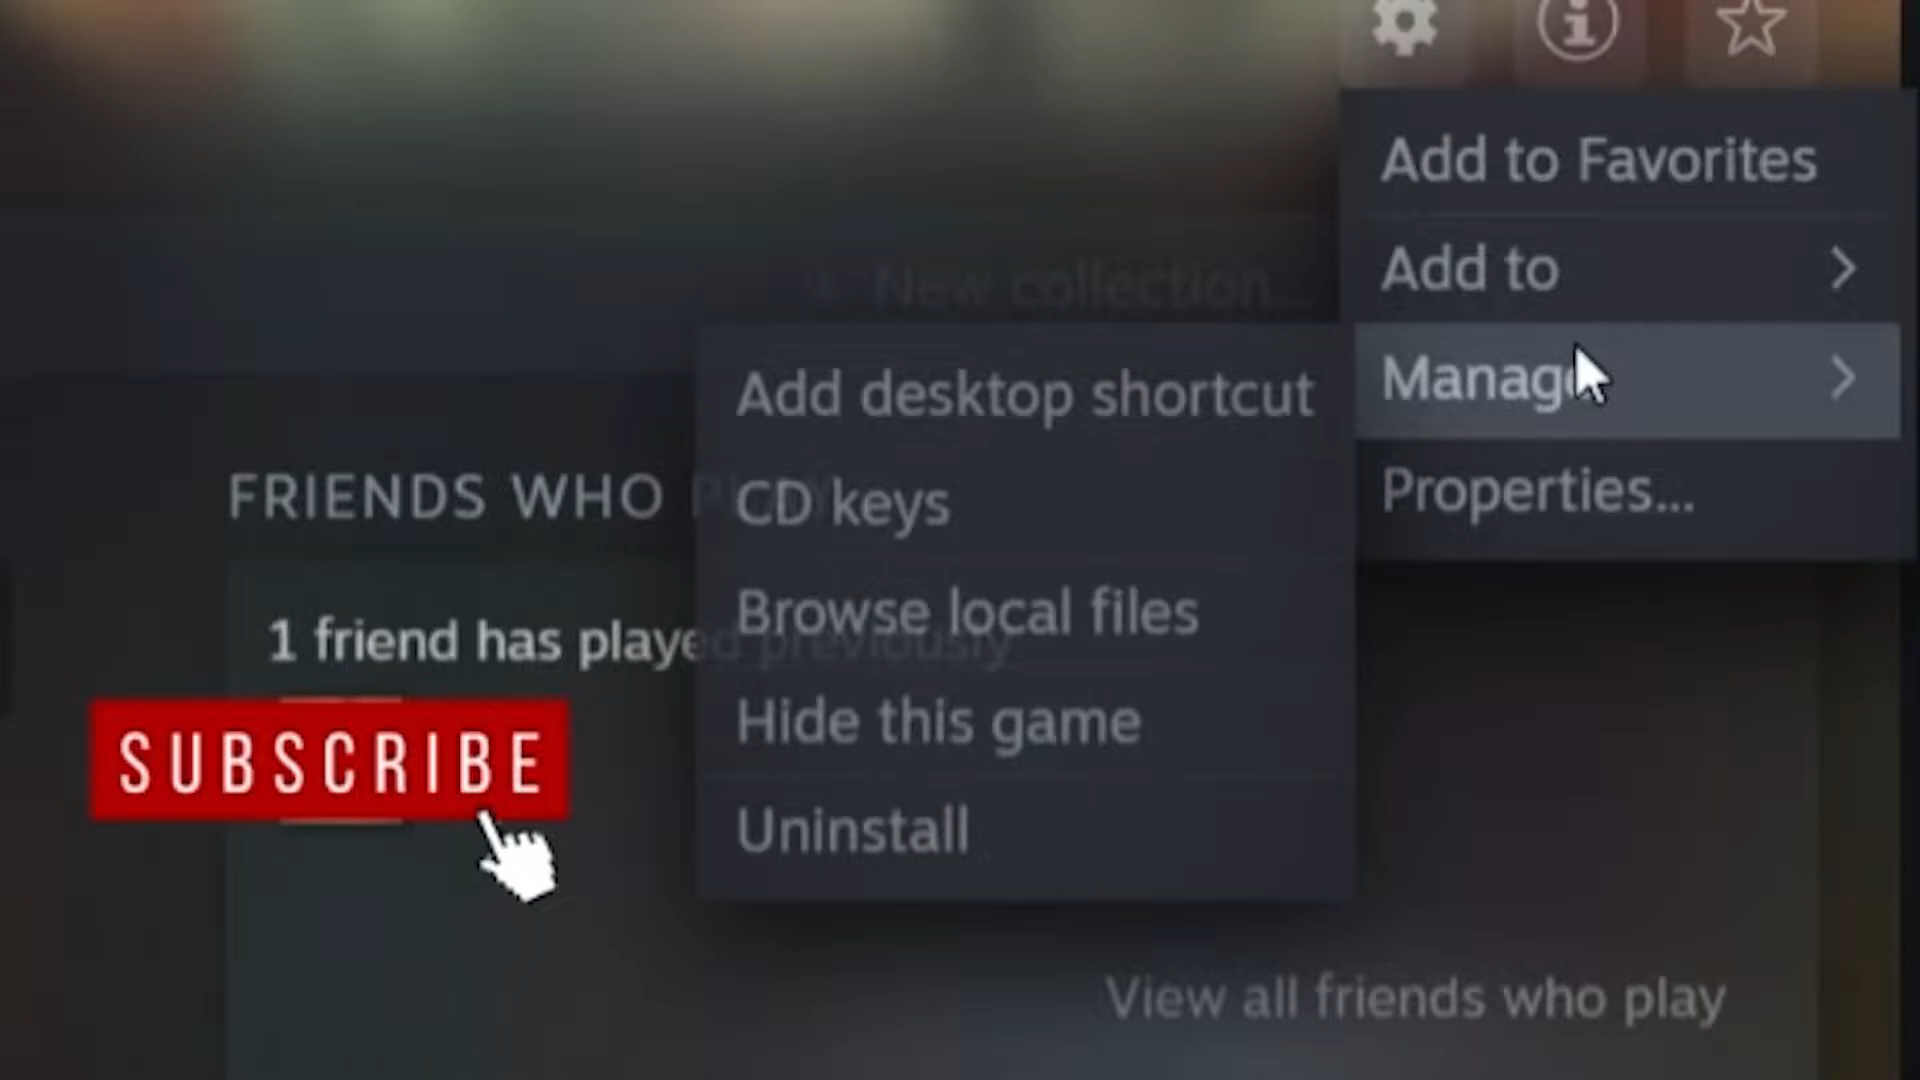 Add to Favorites
Add to
New collection...
Manage
Add desktop shortcut
Properties...
FRIENDS WHO PLAY
CD keys
Browse local files
1 friend has played previously
Hide this game
SUBSCRIBE
Uninstall
View all friends who play